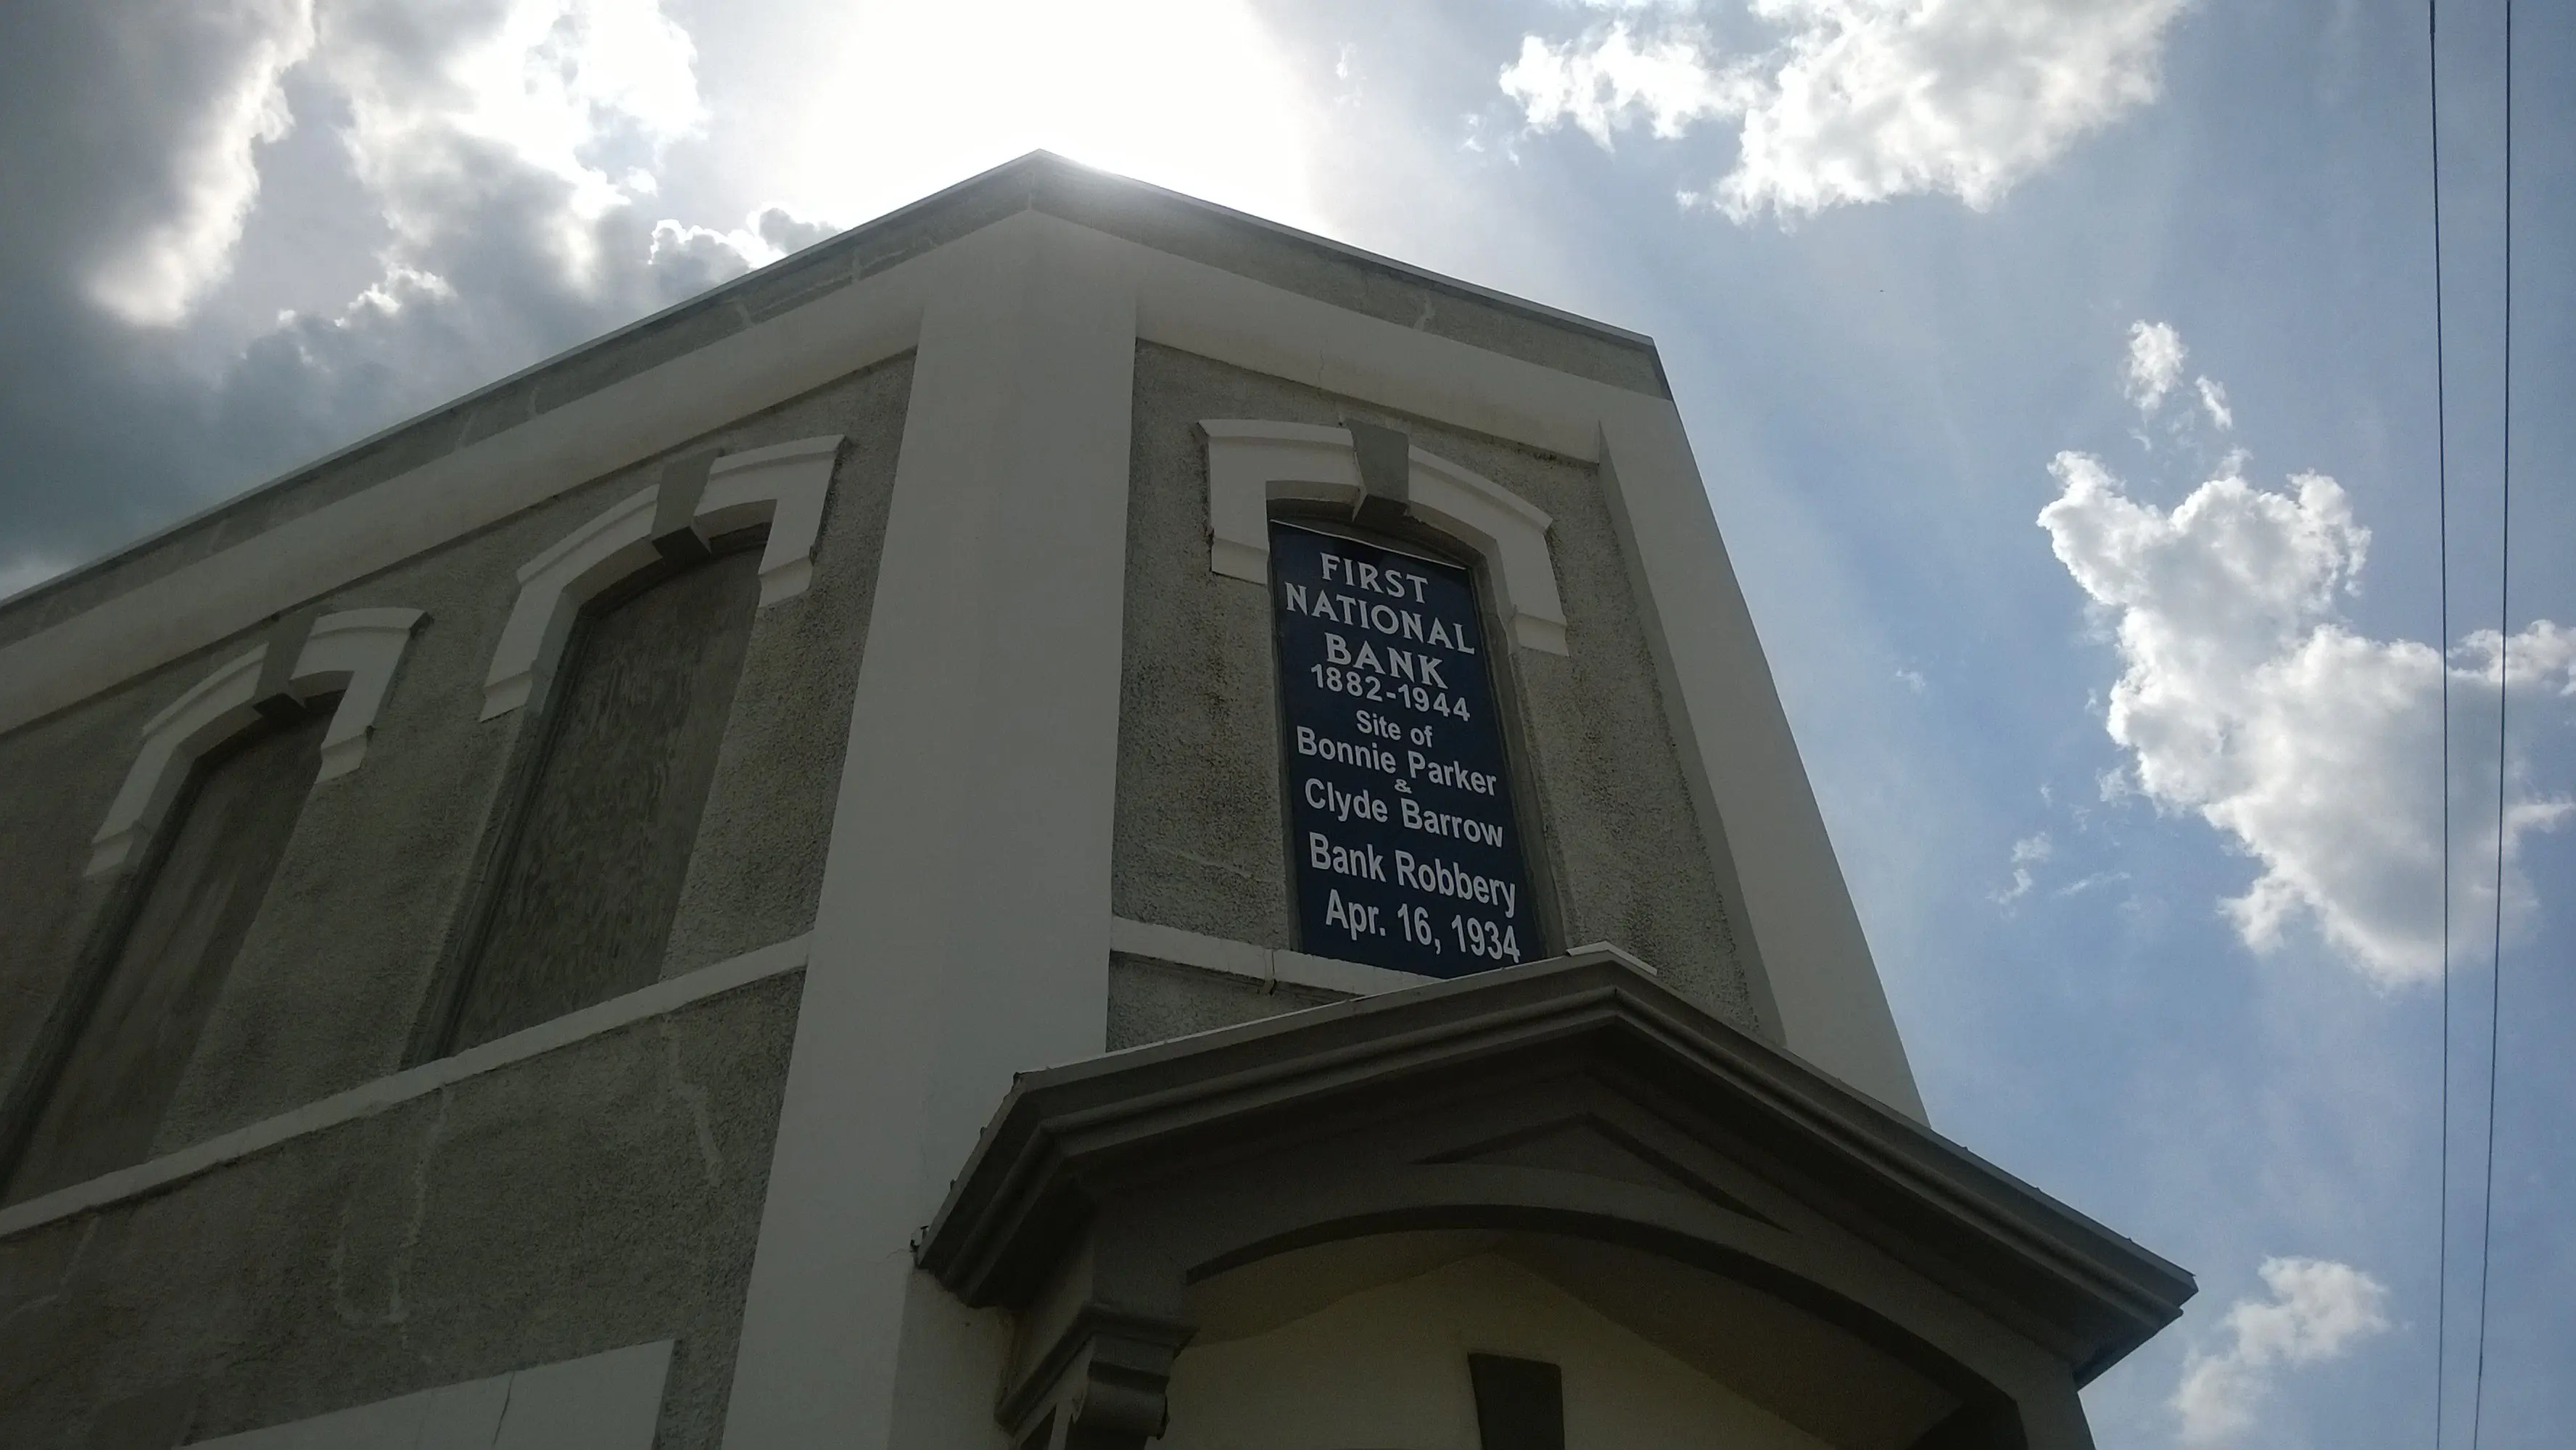 FIRST
NATIONAL
BANK
1882-1944
Site of
Bonnie Parker
&
Clyde Barrow
Bank Robbery
Apr. 16, 1934